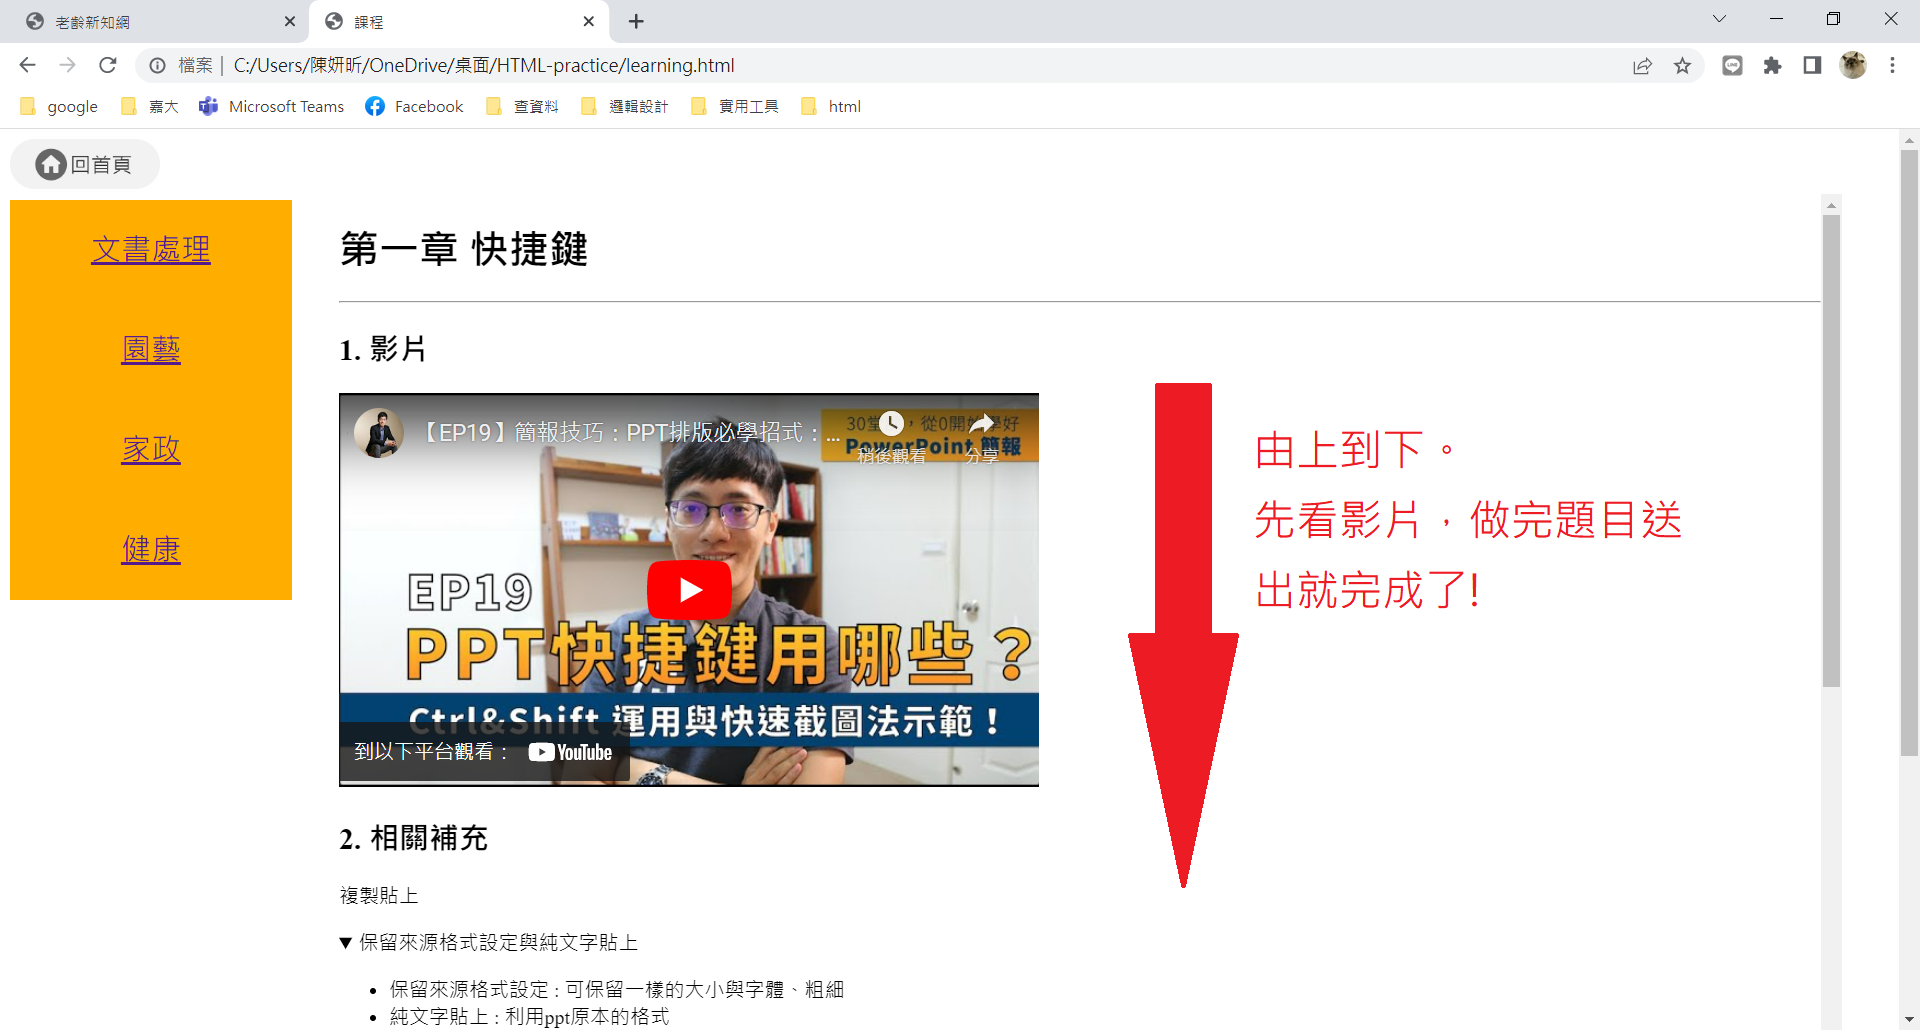 老齡新知網
課程
檔案 | C:/Users/陳妍昕/OneDrive/桌面/HTML-practice/learning.html
google
嘉大
Microsoft Teams
Facebook
查資料
邏輯設計
實用工具
html
回首頁
文書處理
園藝
家政
健康
第一章 快捷鍵
1. 影片
【EP19】簡報技巧：PPT排版必學招式：...
稍後觀看
分享
PowerPoint 簡報
EP19
PPT快捷鍵用哪些？
Ctrl&Shift 運用與快速截圖法示範！
到以下平台觀看：
YouTube
由上到下。
先看影片，做完題目送
出就完成了!
2. 相關補充
複製貼上
▼ 保留來源格式設定與純文字貼上
• 保留來源格式設定 : 可保留一樣的大小與字體、粗細
• 純文字貼上 : 利用ppt原本的格式